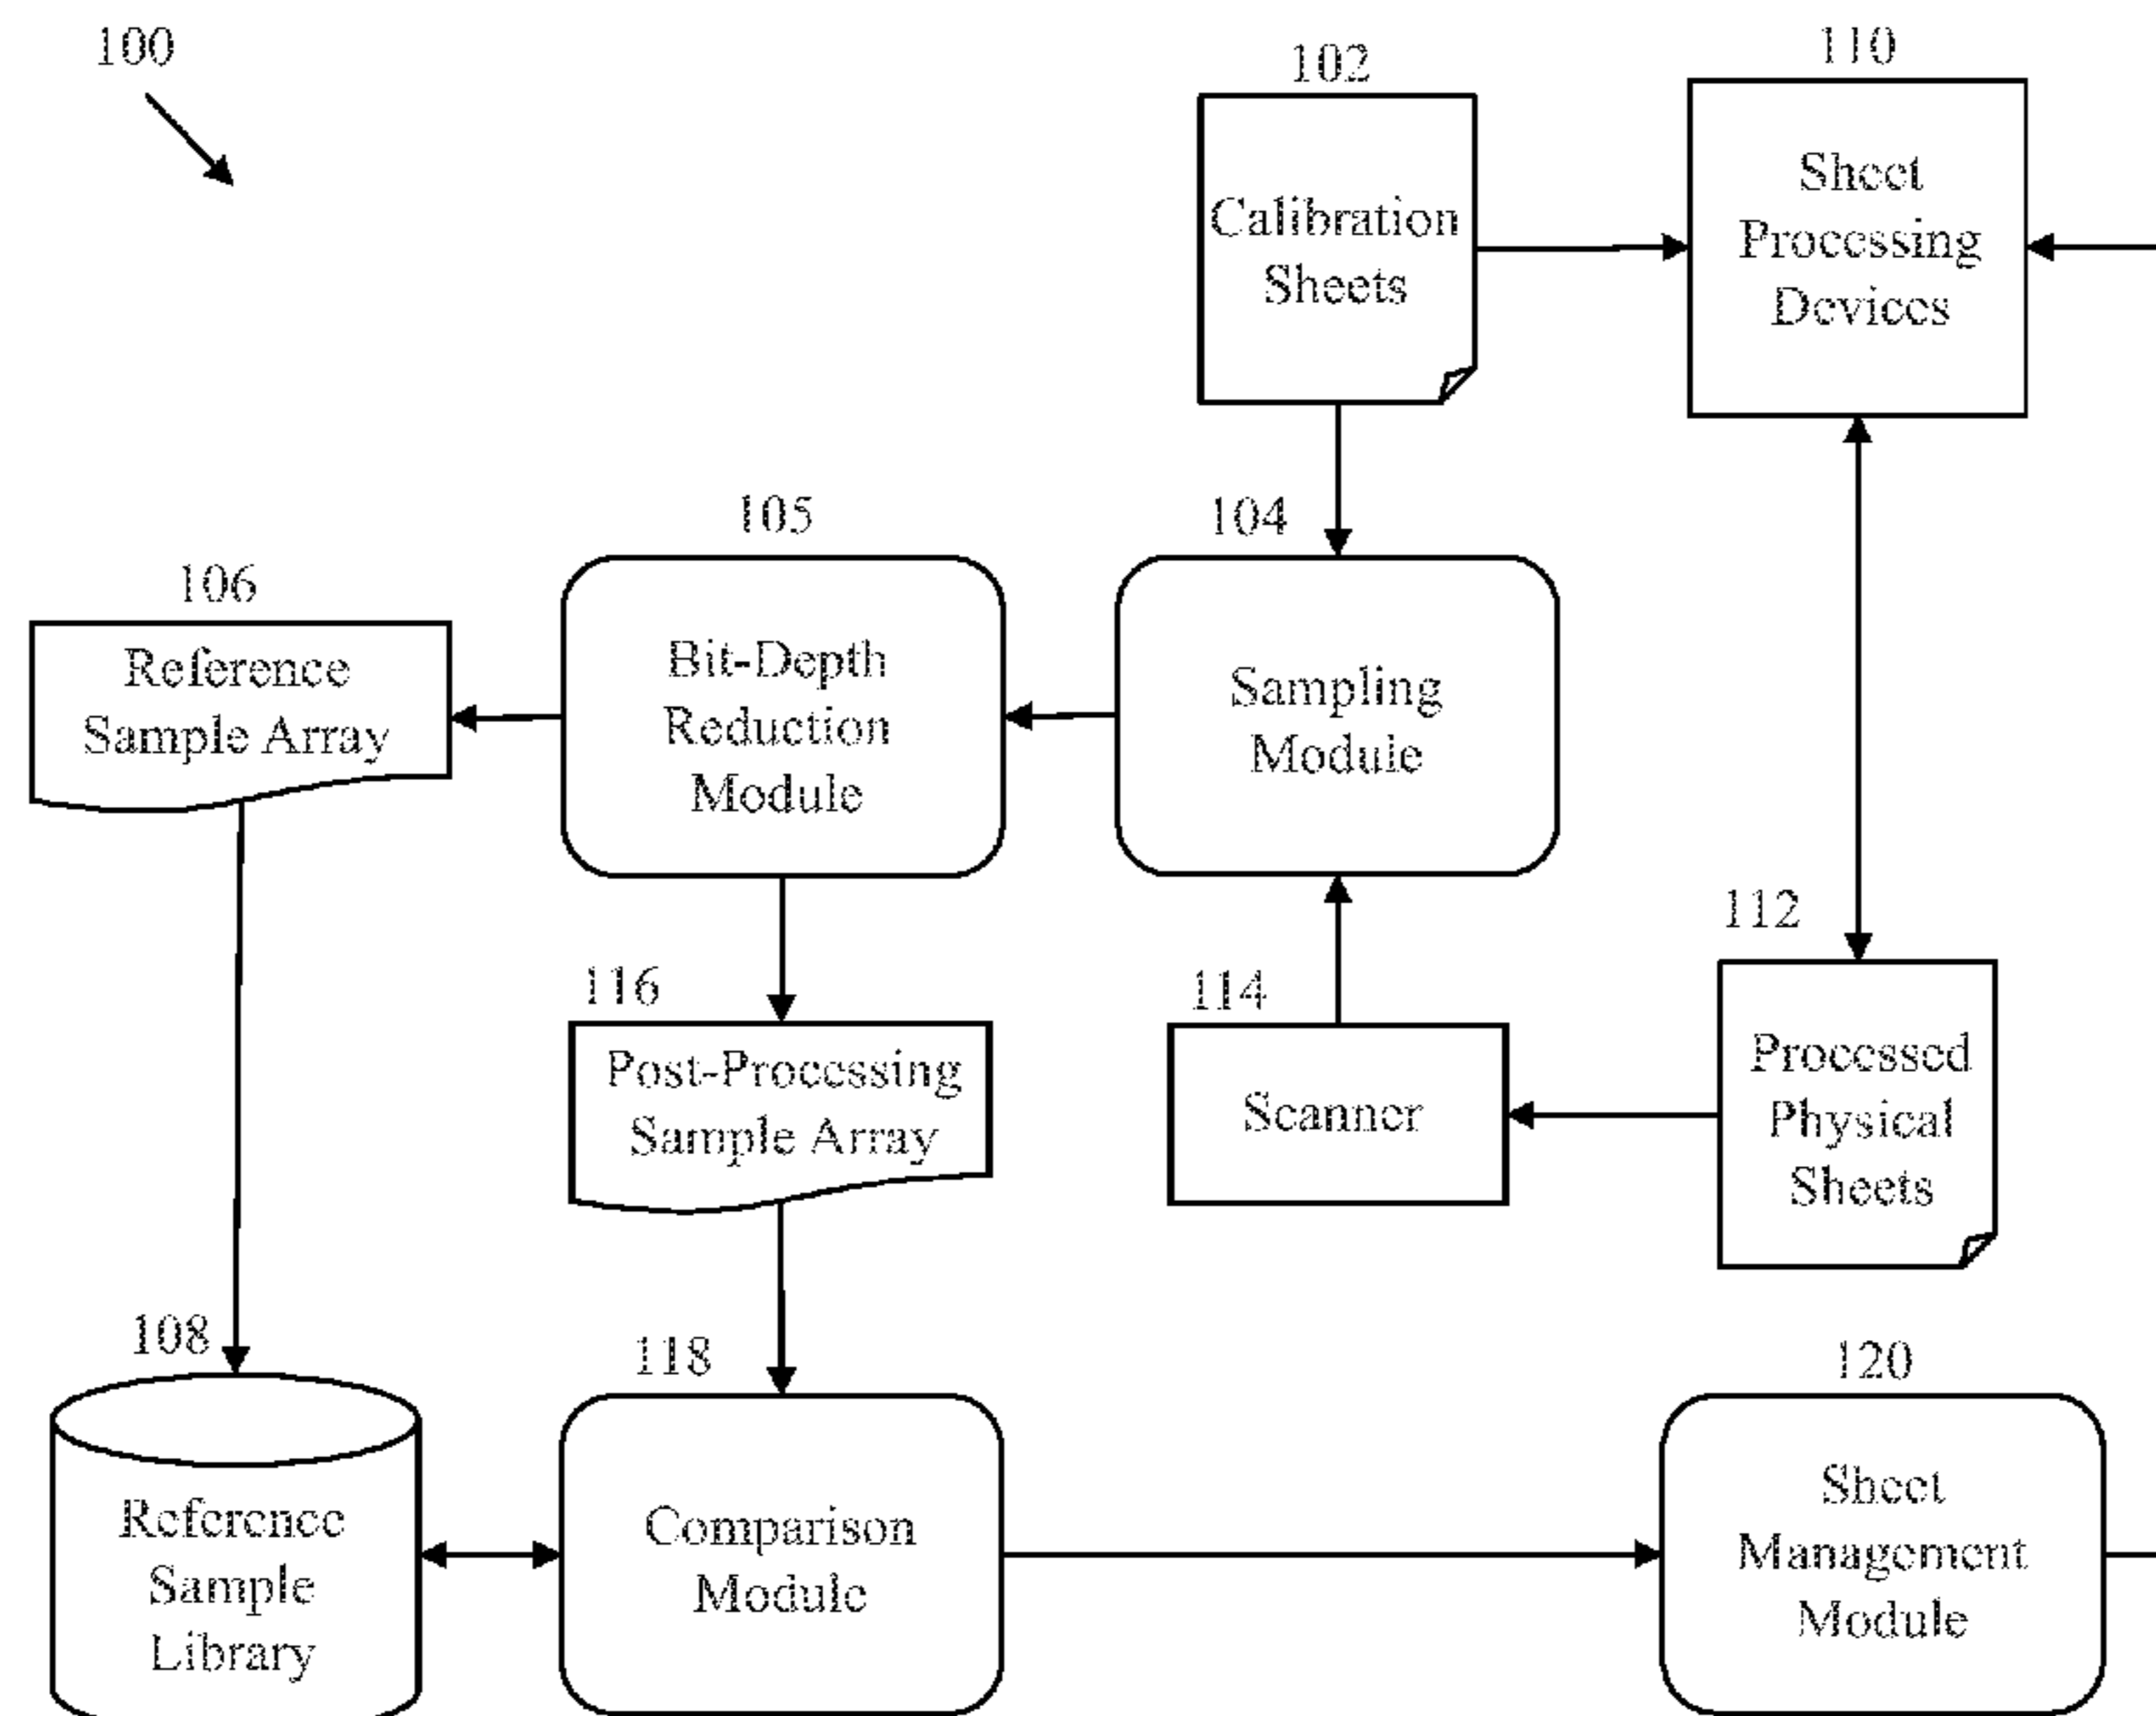 100
102
110
Calibration
Sheets
Sheet
Processing
Devices
105
104
106
Reference
Sample Array
Bit-Depth
Reduction
Module
Sampling
Module
112
116
114
Post-Processing
Sample Array
Scanner
Processed
Physical
Sheets
108
118
120
Reference
Sample
Library
Comparison
Module
Sheet
Management
Module